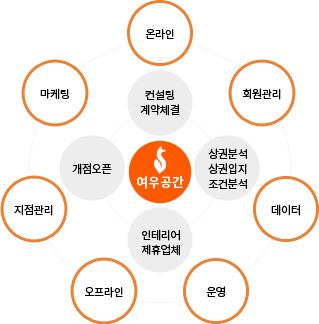 온라인
마케팅
회원관리
컨설팅
계약체결
개점오픈
여우공간
상권분석
상권입지
조건분석
지점관리
데이터
인테리어
제휴업체
오프라인
운영